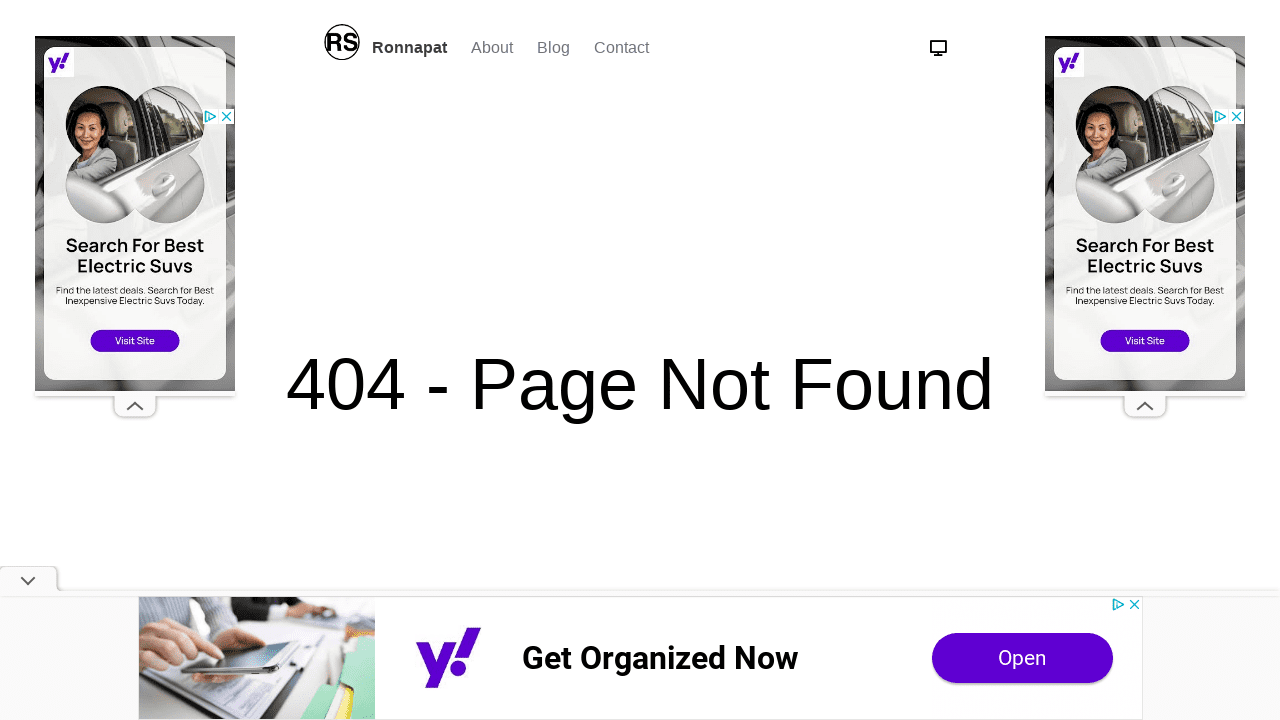 RS Ronnapat About Blog Contact
y!
Search For Best
Electric Suvs
Find the latest deals. Search for Best
Inexpensive Electric Suvs Today.
Visit Site
y!
Search For Best
Electric Suvs
Find the latest deals. Search for Best
Inexpensive Electric Suvs Today.
Visit Site
404 - Page Not Found
y! Get Organized Now Open